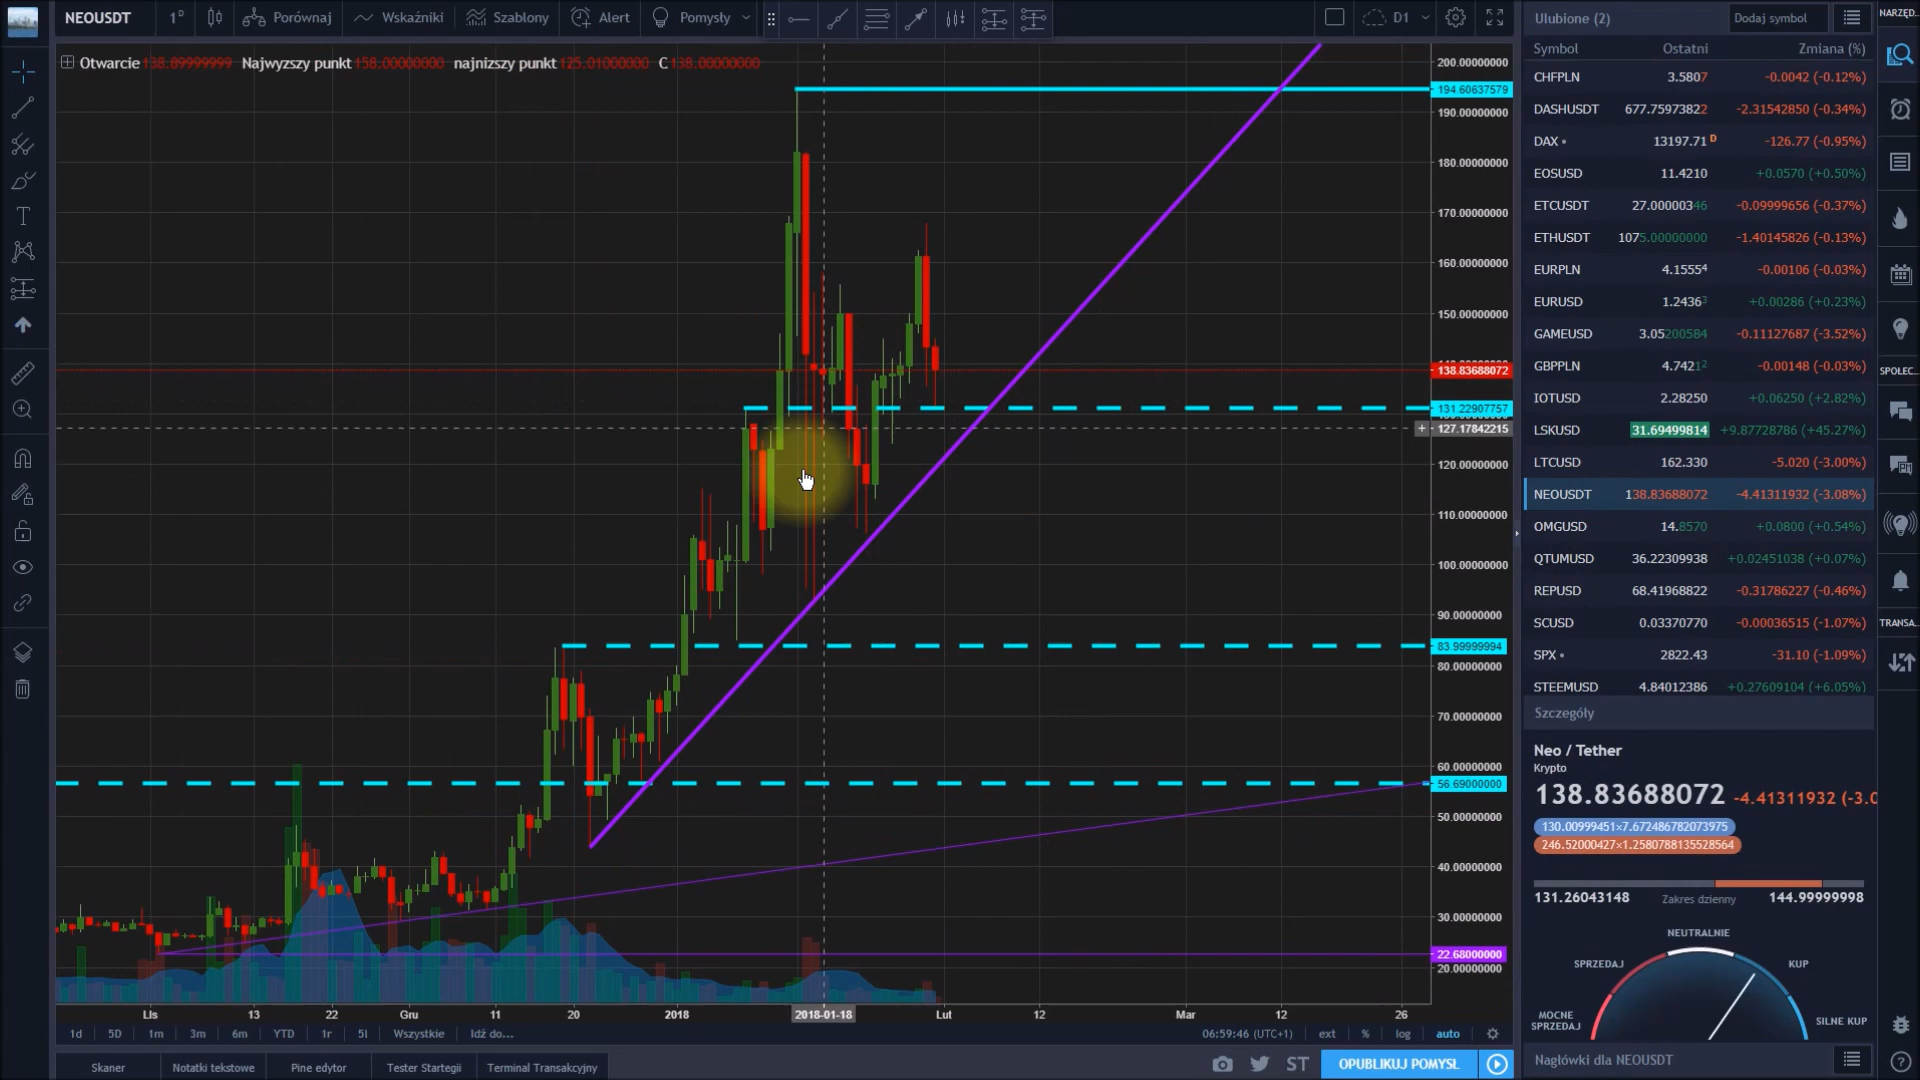 NEOUSDT 1D Porównaj Wskaźniki Szablony Alert Pomysły D1
Otwarcie 138.89999999 Najwyzszy punkt 158.00000000 najnizszy punkt 125.01000000 C 138.00000000
200.00000000
194.60637579
190.00000000
180.00000000
170.00000000
160.00000000
150.00000000
138.83688072
131.22907757
127.17842215
120.00000000
110.00000000
100.00000000
90.00000000
83.99999994
80.00000000
70.00000000
60.00000000
56.69000000
50.00000000
40.00000000
30.00000000
22.68000000
20.00000000
Lis 13 22 Gru 11 20 2018 2018-01-18 Lut 12 Mar 12 26
1d 5D 1m 3m 6m YTD 1r 5l Wszystkie Idź do... 06:59:46 (UTC+1) ext % log auto
Skaner Notatki tekstowe Pine edytor Tester Startegii Terminal Transakcyjny ST OPUBLIKUJ POMYSŁ
Ulubione (2) Dodaj symbol
Symbol Ostatni Zmiana (%)
CHFPLN 3.5807 -0.0042 (-0.12%)
DASHUSDT 677.75973822 -2.31542850 (-0.34%)
DAX 13197.71 D -126.77 (-0.95%)
EOSUSD 11.4210 +0.0570 (+0.50%)
ETCUSDT 27.00000346 -0.09999656 (-0.37%)
ETHUSDT 1075.00000000 -1.40145826 (-0.13%)
EURPLN 4.15554 -0.00106 (-0.03%)
EURUSD 1.24363 +0.00286 (+0.23%)
GAMEUSD 3.05200584 -0.11127687 (-3.52%)
GBPPLN 4.74212 -0.00148 (-0.03%)
IOTUSD 2.28250 +0.06250 (+2.82%)
LSKUSD 31.69499814 +9.87728786 (+45.27%)
LTCUSD 162.330 -5.020 (-3.00%)
NEOUSDT 138.83688072 -4.41311932 (-3.08%)
OMGUSD 14.8570 +0.0800 (+0.54%)
QTUMUSD 36.22309938 +0.02451038 (+0.07%)
REPUSD 68.41968822 -0.31786227 (-0.46%)
SCUSD 0.03370770 -0.00036515 (-1.07%)
SPX 2822.43 -31.10 (-1.09%)
STEEMUSD 4.84012386 +0.27609104 (+6.05%)
Szczegóły
Neo / Tether
Krypto
138.83688072 -4.41311932 (-3.0
130.00999451×7.672486782073975
246.52000427×1.2580788135528564
131.26043148 Zakres dzienny 144.99999998
NEUTRALNIE
SPRZEDAJ KUP
MOCNE SPRZEDAJ SILNE KUP
Nagłówki dla NEOUSDT
NARZĘD..
SPOŁEC...
TRANSA...